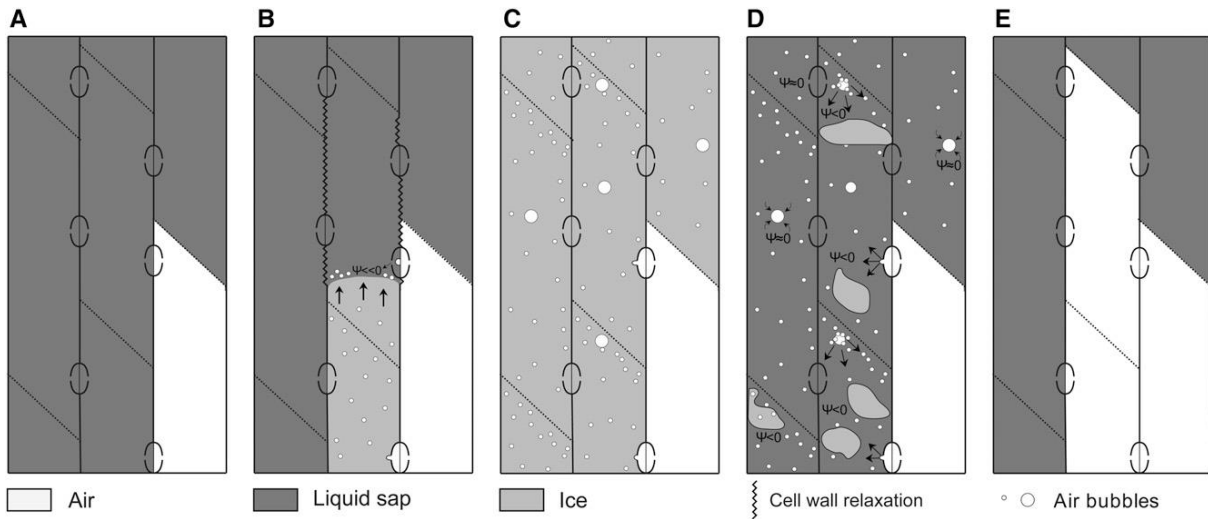 A
B
C
D
E
Ψ<<0
Ψ≈0
Ψ<0
Ψ≈0
Ψ≈0
Ψ<0
Ψ<0
Ψ<0
Air
Liquid sap
Ice
Cell wall relaxation
Air bubbles